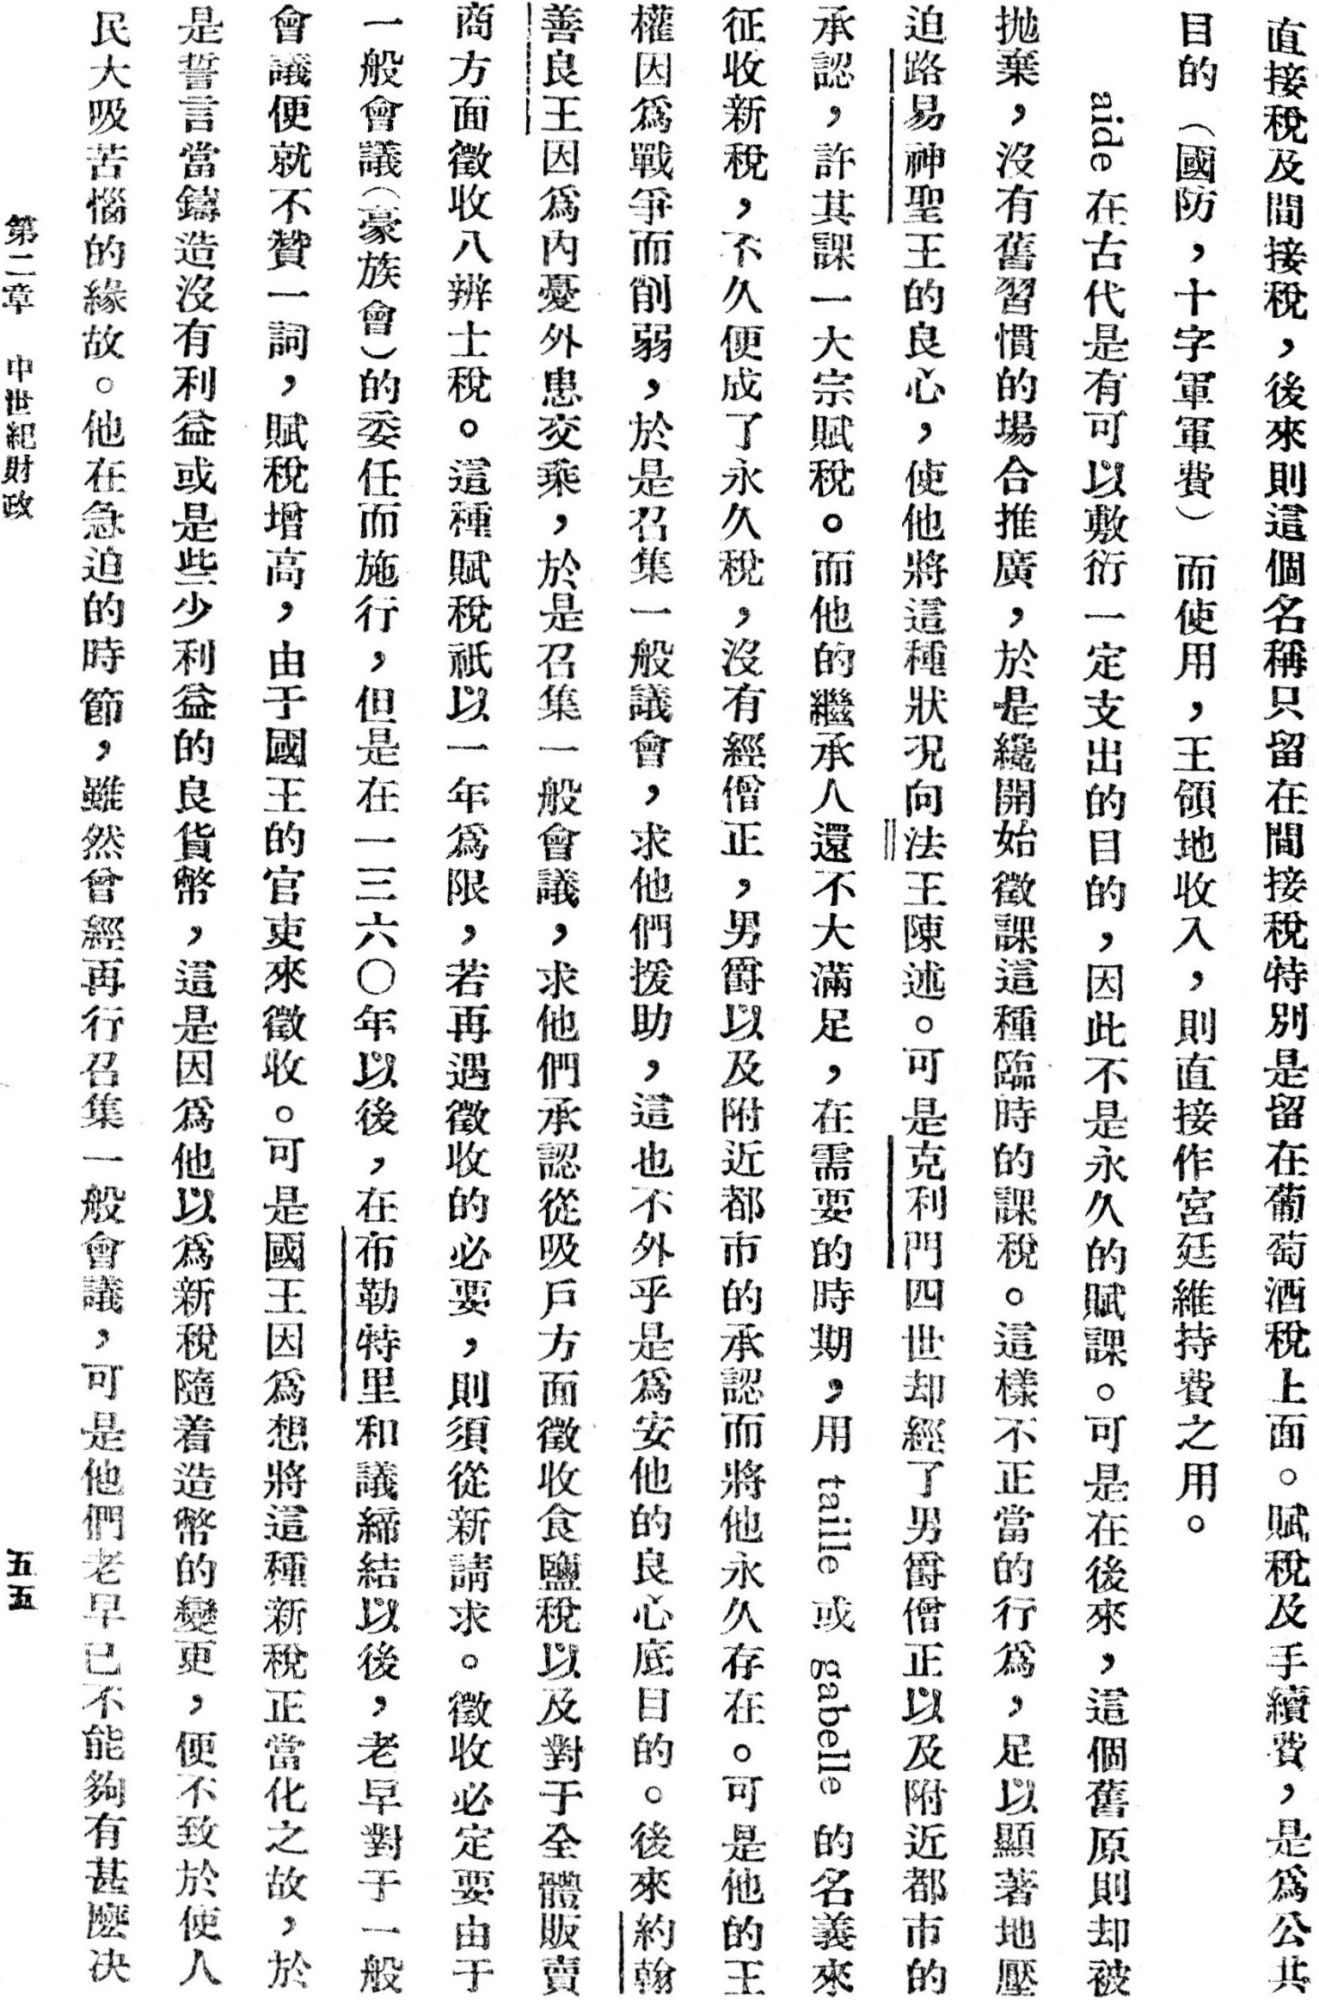 直接稅及間接稅，後來則這個名稱只留在間接稅特別是留在葡萄酒稅上面。賦稅及手續費，是爲公共
目的（國防，十字軍軍費）而使用，王領地收入，則直接作宮廷維持費之用。
aide 在古代是有可以敷衍一定支出的目的，因此不是永久的賦課。可是在後來，這個舊原則却被
拋棄，沒有舊習慣的場合推廣，於是纔開始徵課這種臨時的課稅。這樣不正當的行爲，足以顯著地壓
迫路易神聖王的良心，使他將這種狀況向法王陳述。可是克利門四世却經了男爵僧正以及附近都市的
承認，許其課一大宗賦稅。而他的繼承人還不大滿足，在需要的時期，用 taille 或 gabelle 的名義來
征收新稅，不久便成了永久稅，沒有經僧正，男爵以及附近都市的承認而將他永久存在。可是他的王
權因爲戰爭而削弱，於是召集一般議會，求他們援助，這也不外乎是爲安他的良心底目的。後來約翰
善良王因爲內憂外患交乘，於是召集一般會議，求他們承認從吸戶方面徵收食鹽稅以及對于全體販賣
商方面徵收八辨士稅。這種賦稅祇以一年爲限，若再遇徵收的必要，則須從新請求。徵收必定要由于
一般會議（豪族會）的委任而施行，但是在一三六〇年以後，在布勒特里和議締結以後，老早對于一般
會議便就不贊一詞，賦稅增高，由于國王的官吏來徵收。可是國王因爲想將這種新稅正當化之故，於
是誓言當鑄造沒有利益或是些少利益的良貨幣，這是因爲他以爲新稅隨着造幣的變更，便不致於使人
民大吸苦惱的緣故。他在急迫的時節，雖然曾經再行召集一般會議，可是他們老早已不能夠有甚麼決
第二章　中世紀財政　五五